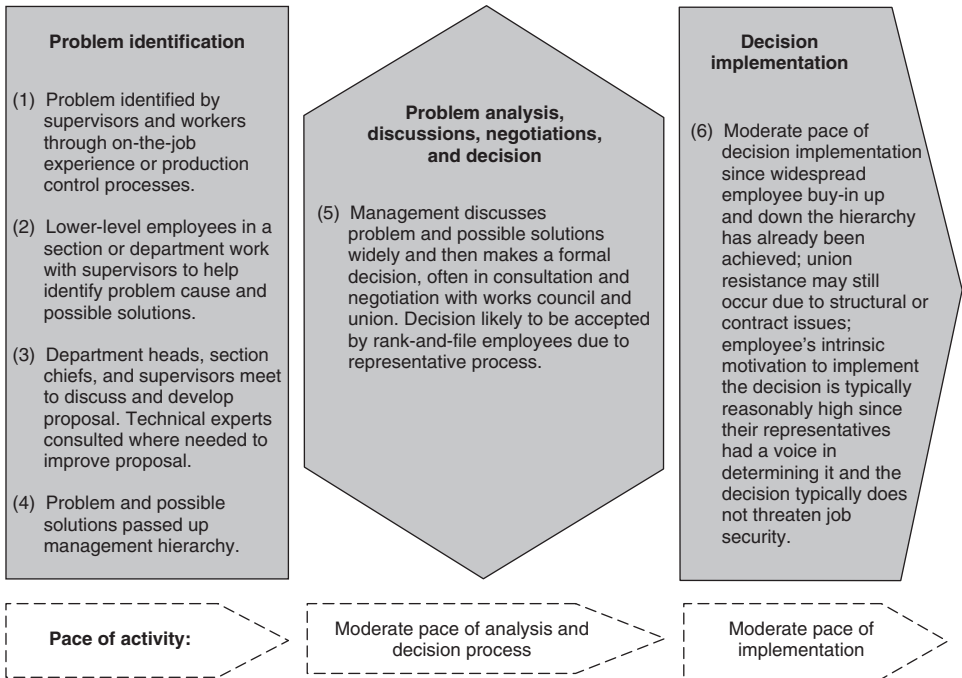 Problem identification
(1) Problem identified by
supervisors and workers
through on-the-job
experience or production
control processes.
(2) Lower-level employees in a
section or department work
with supervisors to help
identify problem cause and
possible solutions.
(3) Department heads, section
chiefs, and supervisors meet
to discuss and develop
proposal. Technical experts
consulted where needed to
improve proposal.
(4) Problem and possible
solutions passed up
management hierarchy.
Problem analysis,
discussions, negotiations,
and decision
(5) Management discusses
problem and possible solutions
widely and then makes a formal
decision, often in consultation and
negotiation with works council and
union. Decision likely to be accepted
by rank-and-file employees due to
representative process.
Decision
implementation
(6) Moderate pace of
decision implementation
since widespread
employee buy-in up
and down the hierarchy
has already been
achieved; union
resistance may still
occur due to structural or
contract issues;
employee's intrinsic
motivation to implement
the decision is typically
reasonably high since
their representatives
had a voice in
determining it and the
decision typically does
not threaten job
security.
Pace of activity:
Moderate pace of analysis and
decision process
Moderate pace of
implementation